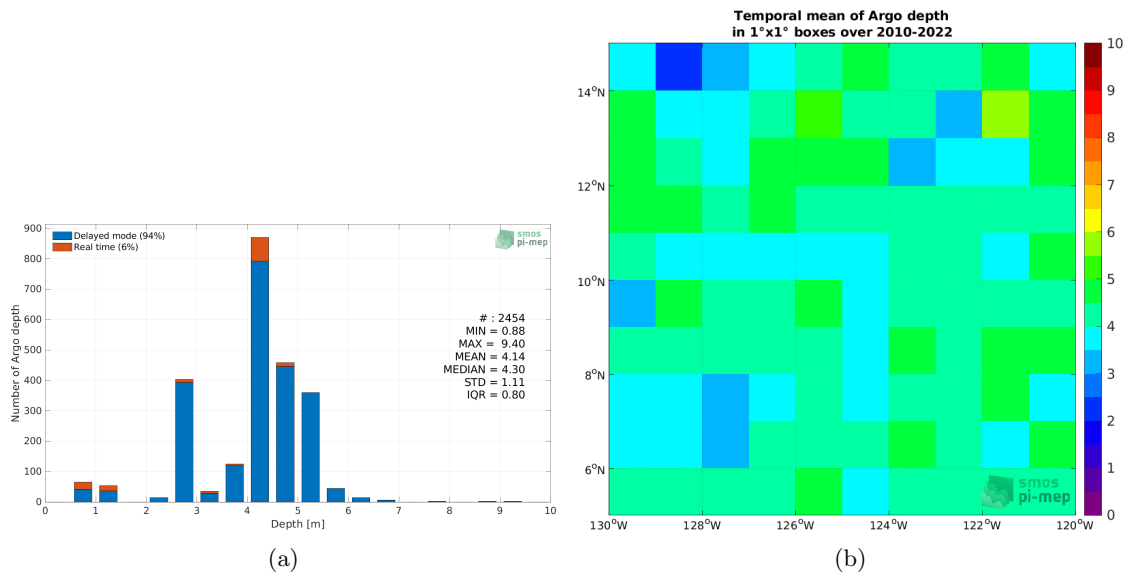 Temporal mean of Argo depth
in 1°x1° boxes over 2010-2022
900
800
700
600
500
400
300
200
100
0
Number of Argo depth
Delayed mode (94%)
Real time (6%)
smos
pi-mep
# : 2454
MIN = 0.88
MAX = 9.40
MEAN = 4.14
MEDIAN = 4.30
STD = 1.11
IQR = 0.80
0 1 2 3 4 5 6 7 8 9 10
Depth [m]
(a)
14°N
12°N
10°N
8°N
6°N
130°W 128°W 126°W 124°W 122°W 120°W
smos
pi-mep
10
9
8
7
6
5
4
3
2
1
0
(b)